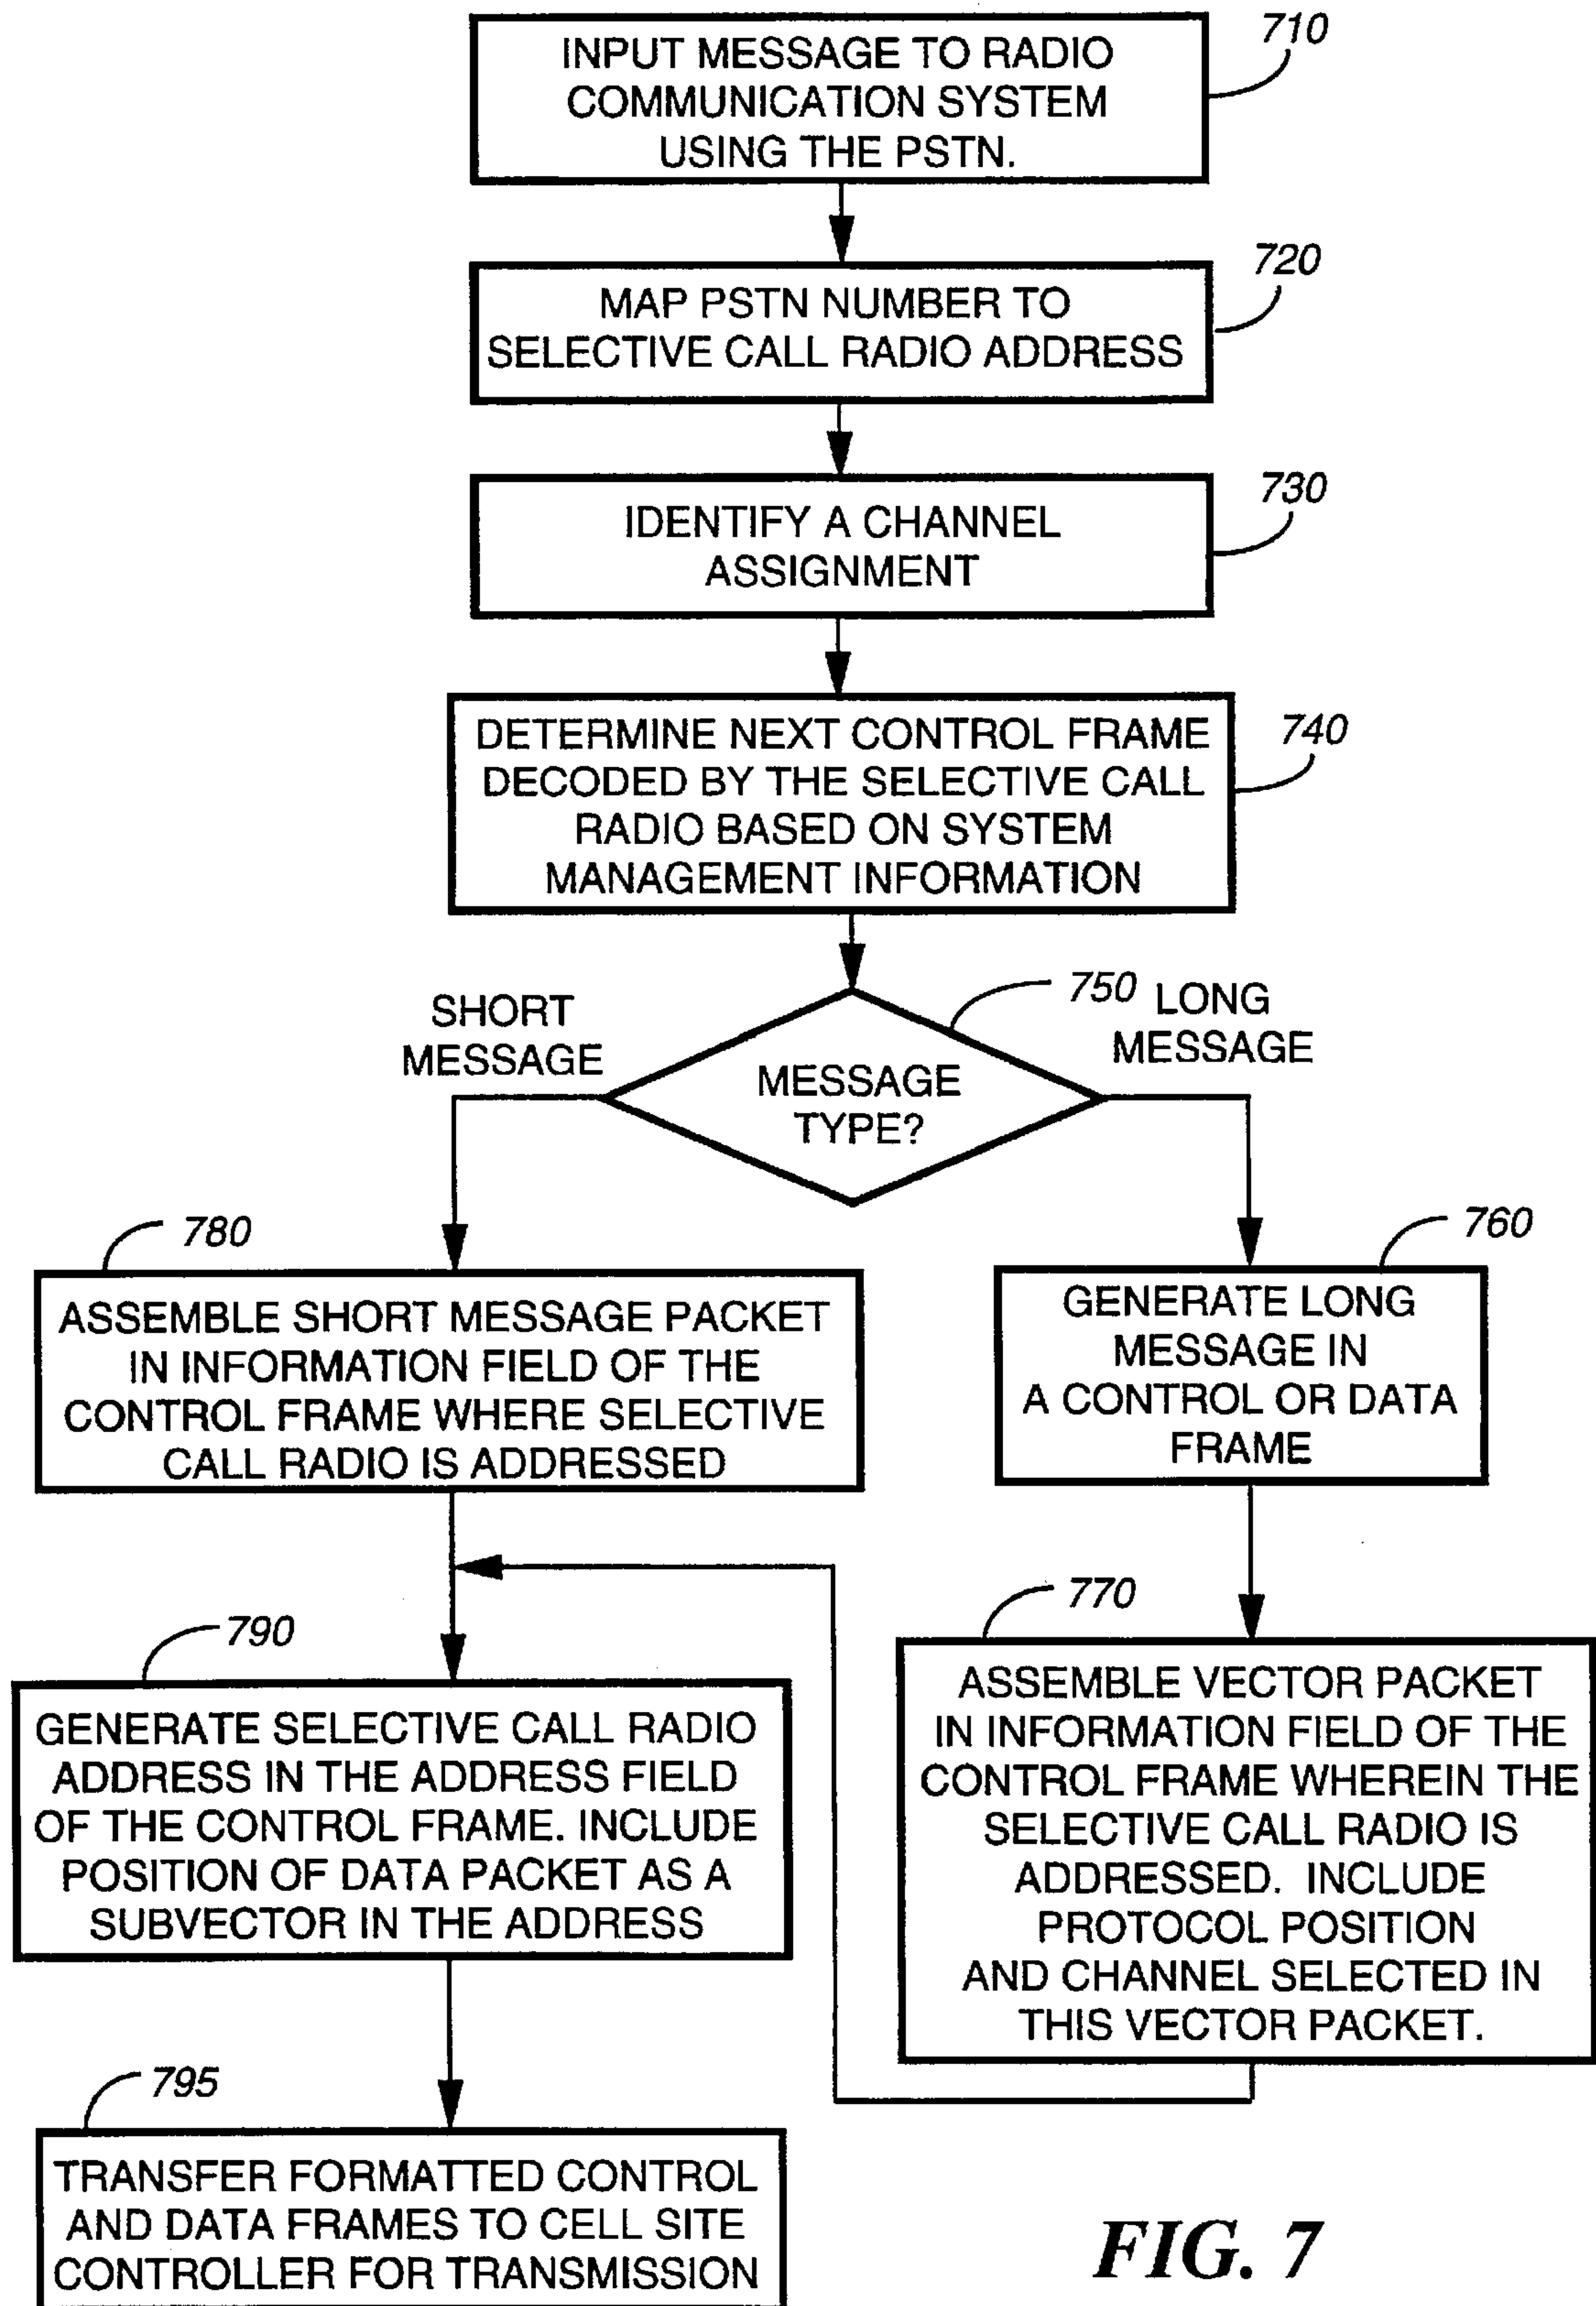 710
INPUT MESSAGE TO RADIO
COMMUNICATION SYSTEM
USING THE PSTN.
720
MAP PSTN NUMBER TO
SELECTIVE CALL RADIO ADDRESS
730
IDENTIFY A CHANNEL
ASSIGNMENT
740
DETERMINE NEXT CONTROL FRAME
DECODED BY THE SELECTIVE CALL
RADIO BASED ON SYSTEM
MANAGEMENT INFORMATION
750
SHORT
MESSAGE
LONG
MESSAGE
MESSAGE
TYPE?
780
ASSEMBLE SHORT MESSAGE PACKET
IN INFORMATION FIELD OF THE
CONTROL FRAME WHERE SELECTIVE
CALL RADIO IS ADDRESSED
760
GENERATE LONG
MESSAGE IN
A CONTROL OR DATA
FRAME
770
ASSEMBLE VECTOR PACKET
IN INFORMATION FIELD OF THE
CONTROL FRAME WHEREIN THE
SELECTIVE CALL RADIO IS
ADDRESSED. INCLUDE
PROTOCOL POSITION
AND CHANNEL SELECTED IN
THIS VECTOR PACKET.
790
GENERATE SELECTIVE CALL RADIO
ADDRESS IN THE ADDRESS FIELD
OF THE CONTROL FRAME. INCLUDE
POSITION OF DATA PACKET AS A
SUBVECTOR IN THE ADDRESS
795
TRANSFER FORMATTED CONTROL
AND DATA FRAMES TO CELL SITE
CONTROLLER FOR TRANSMISSION
FIG. 7